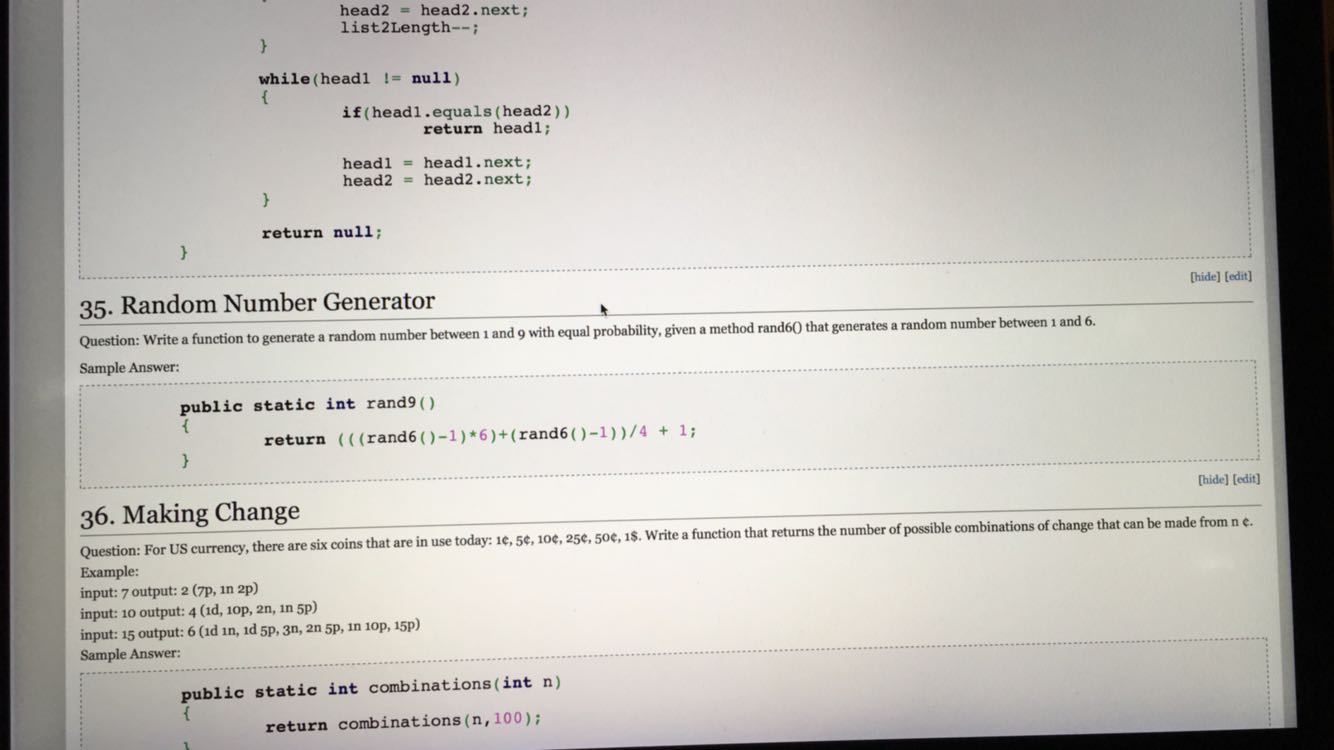 head2 = head2.next;
list2Length--;
}
while(head1 != null)
{
if(head1.equals(head2))
return head1;
head1 = head1.next;
head2 = head2.next;
}
return null;
}
[hide] [edit]
35. Random Number Generator
Question: Write a function to generate a random number between 1 and 9 with equal probability, given a method rand6() that generates a random number between 1 and 6.
Sample Answer:
public static int rand9()
{
return (((rand6()-1)*6)+(rand6()-1))/4 + 1;
}
[hide] [edit]
36. Making Change
Question: For US currency, there are six coins that are in use today: 1¢, 5¢, 10¢, 25¢, 50¢, 1$. Write a function that returns the number of possible combinations of change that can be made from n ¢.
Example:
input: 7 output: 2 (7p, 1n 2p)
input: 10 output: 4 (1d, 10p, 2n, 1n 5p)
input: 15 output: 6 (1d 1n, 1d 5p, 3n, 2n 5p, 1n 10p, 15p)
Sample Answer:
public static int combinations(int n)
{
return combinations(n,100);
}